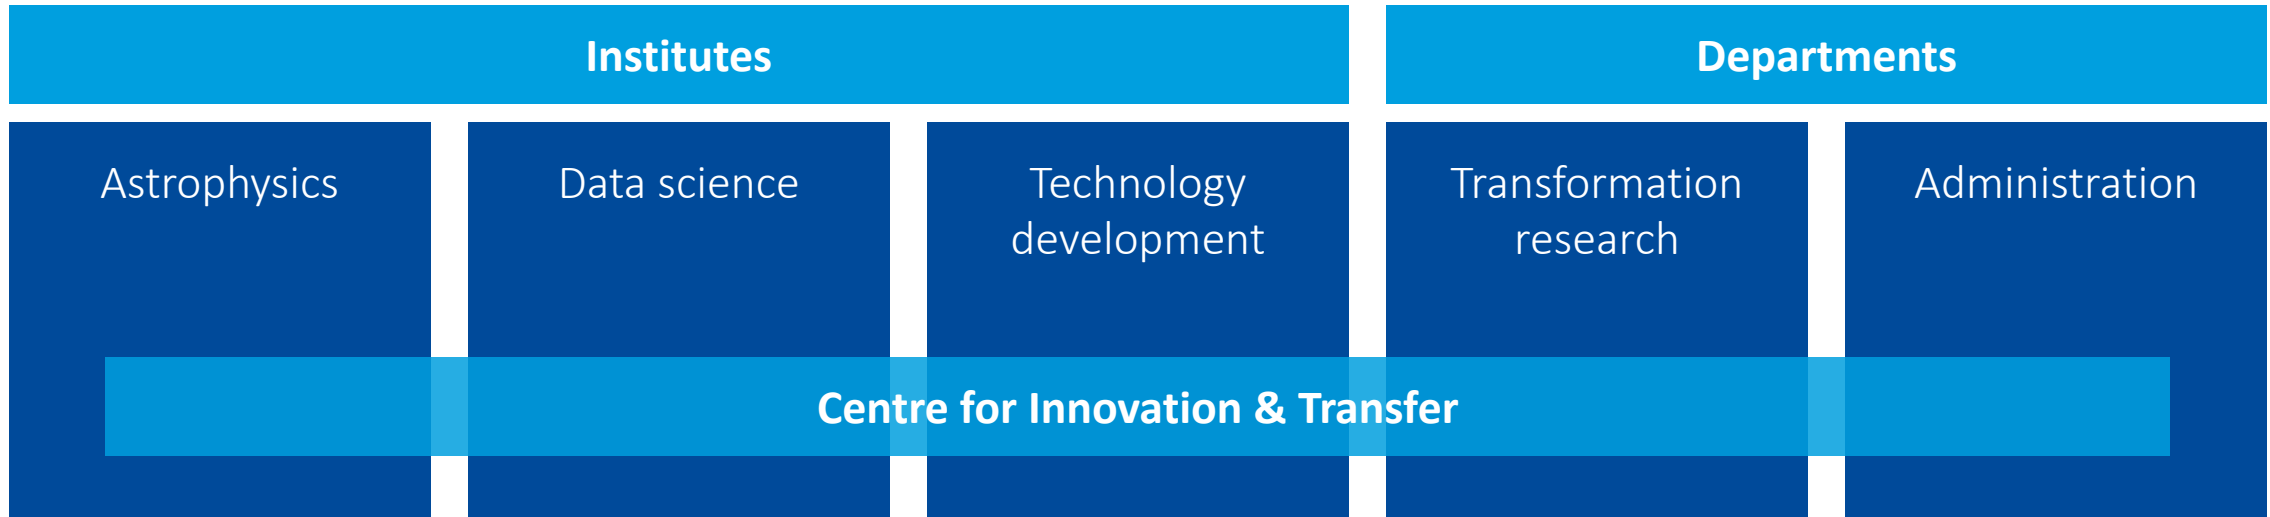 Institutes
Departments
Astrophysics
Data science
Technology
development
Transformation
research
Administration
Centre for Innovation & Transfer